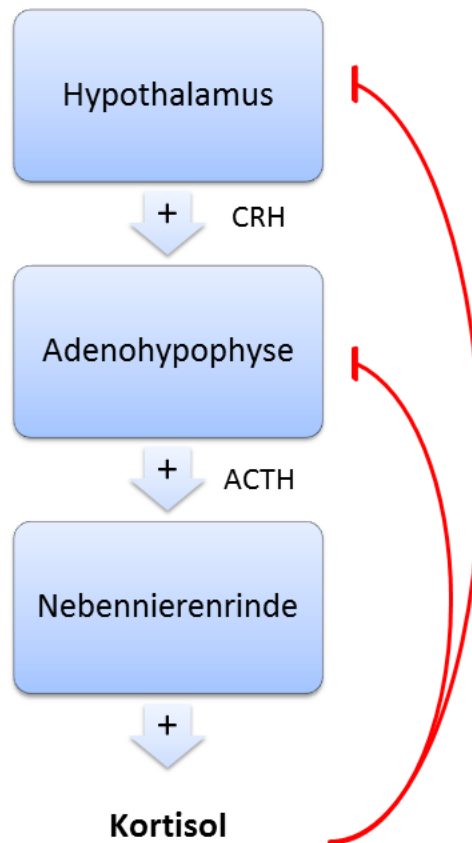 Hypothalamus
+
CRH
Adenohypophyse
+
ACTH
Nebennierenrinde
+
Kortisol